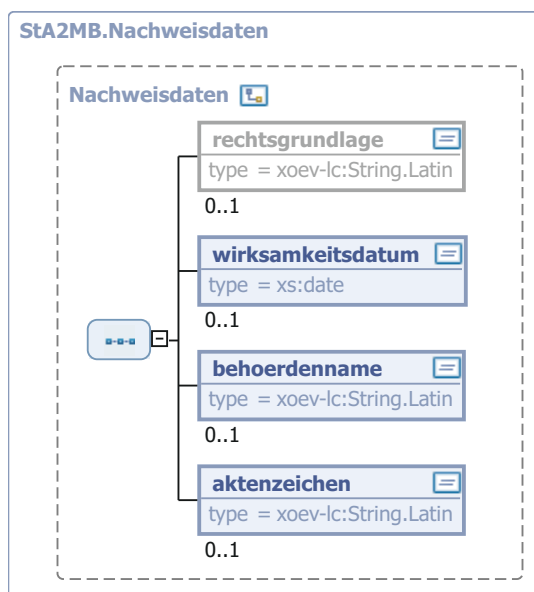 StA2MB.Nachweisdaten
Nachweisdaten
rechtsgrundlage
type = xoev-lc:String.Latin
0..1
wirksamkeitsdatum
type = xs:date
0..1
behoerdenname
type = xoev-lc:String.Latin
0..1
aktenzeichen
type = xoev-lc:String.Latin
0..1